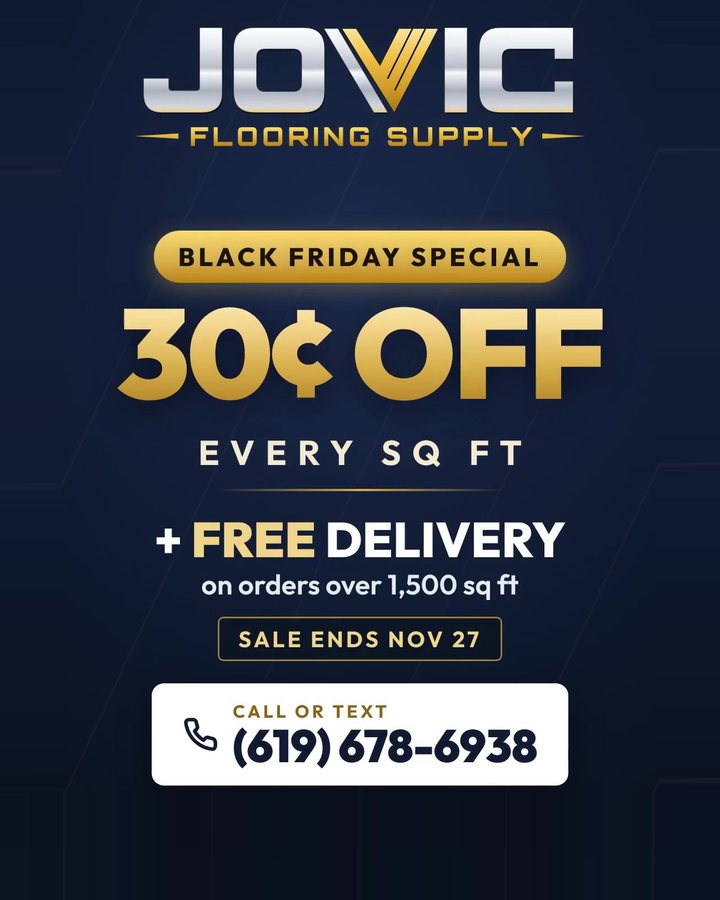 JOVIC
FLOORING SUPPLY
BLACK FRIDAY SPECIAL
30¢ OFF
EVERY SQ FT
+ FREE DELIVERY
on orders over 1,500 sq ft
SALE ENDS NOV 27
CALL OR TEXT
(619) 678-6938